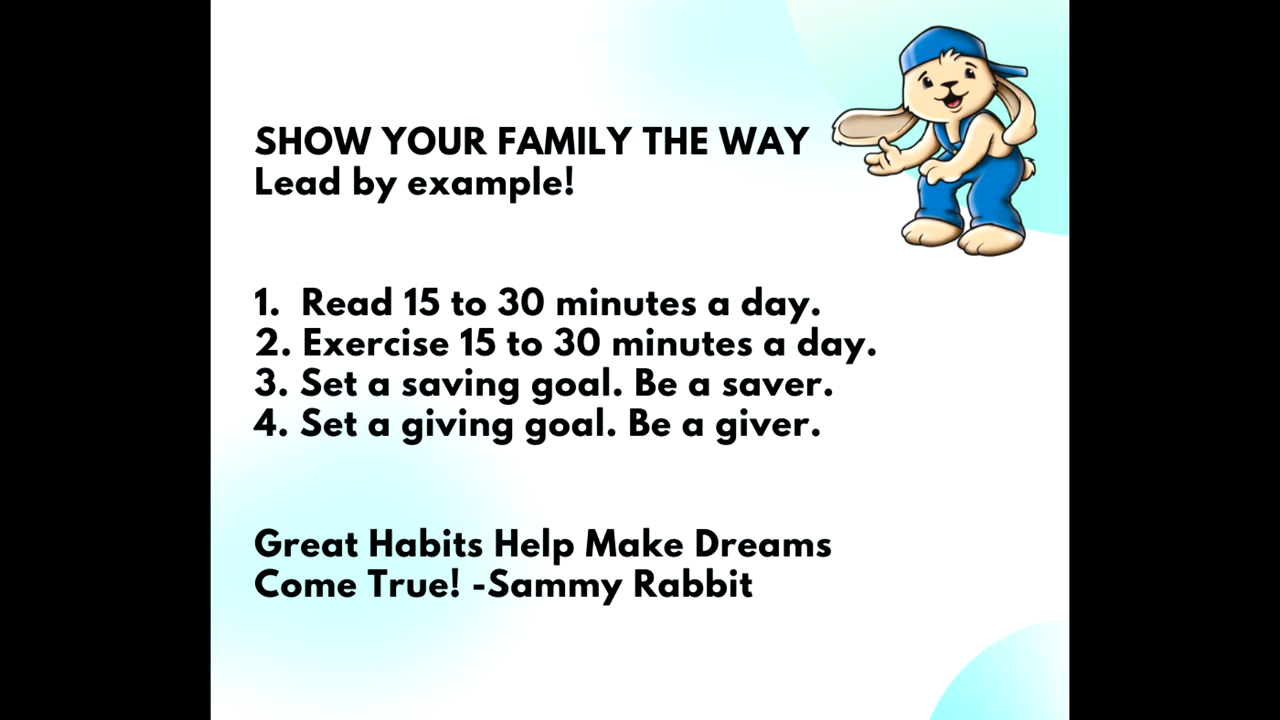 SHOW YOUR FAMILY THE WAY
Lead by example!
1. Read 15 to 30 minutes a day.
2. Exercise 15 to 30 minutes a day.
3. Set a saving goal. Be a saver.
4. Set a giving goal. Be a giver.
Great Habits Help Make Dreams
Come True! -Sammy Rabbit